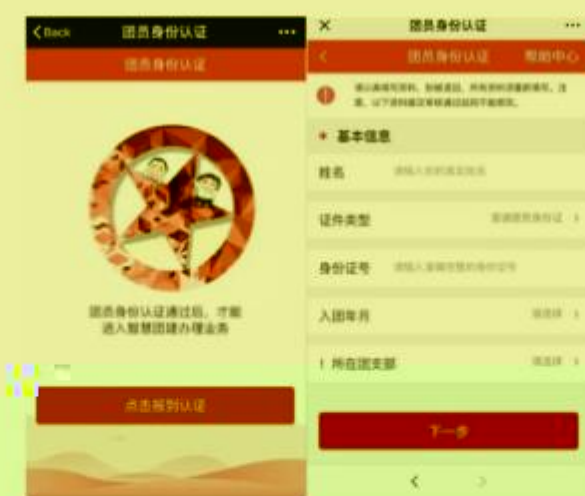 Back 团员身份认证
团员身份认证
团员身份认证通过后，才能
进入智慧团建办理业务
点击报到认证
团员身份认证
团员身份认证 帮助中心
* 基本信息
姓名
证件类型
身份证号
入团年月 请选择
! 所在团支部 请选择
下一步